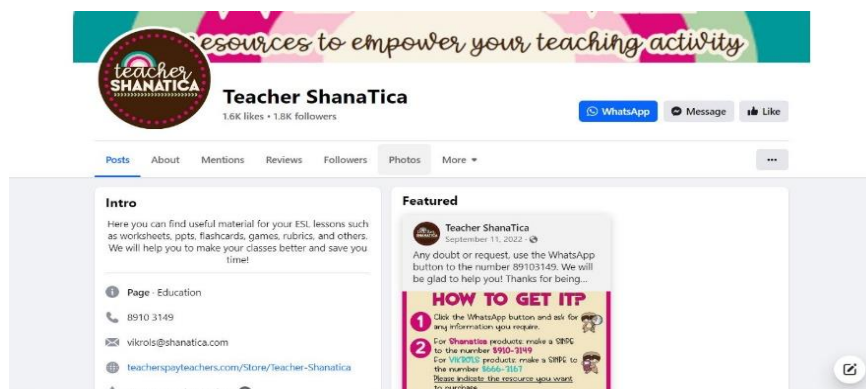 resources to empower your teaching activity
teacher
SHANATICA
Teacher ShanaTica
1.6K likes • 1.8K followers
WhatsApp
Message
Like
Posts
About
Mentions
Reviews
Followers
Photos
More
Intro
Here you can find useful material for your ESL lessons such
as worksheets, ppts, flashcards, games, rubrics, and others.
We will help you to make your classes better and save you
time!
Page · Education
8910 3149
vikrols@shanatica.com
teacherspayteachers.com/Store/Teacher-Shanatica
Featured
Teacher ShanaTica
September 11, 2022 ·
Any doubt or request, use the WhatsApp
button to the number 89103149. We will
be glad to help you! Thanks for being...
HOW TO GET IT?
1 Click the WhatsApp button and ask for
any information you require.
2 For Shanatica products: make a SINPE
to the number 8910-3149
For VIKROLS products: make a SINPE to
the number 8666-3167
Please indicate the resource you want
to purchase